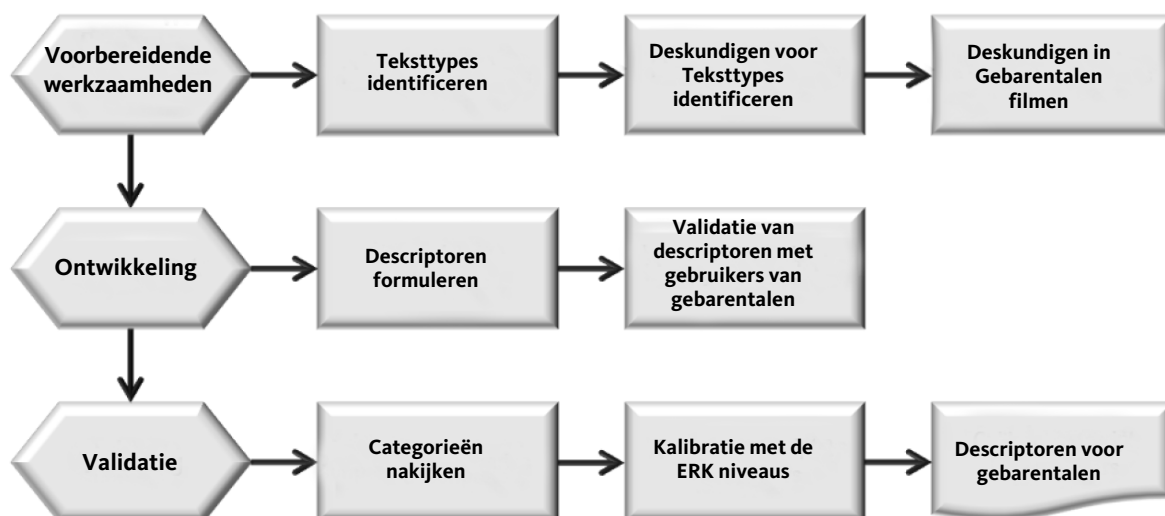 Voorbereidende
werkzaamheden
Teksttypes
identificeren
Deskundigen voor
Teksttypes
identificeren
Deskundigen in
Gebarentalen
filmen
Ontwikkeling
Descriptoren
formuleren
Validatie van
descriptoren met
gebruikers van
gebarentalen
Validatie
Categorieën
nakijken
Kalibratie met de
ERK niveaus
Descriptoren voor
gebarentalen